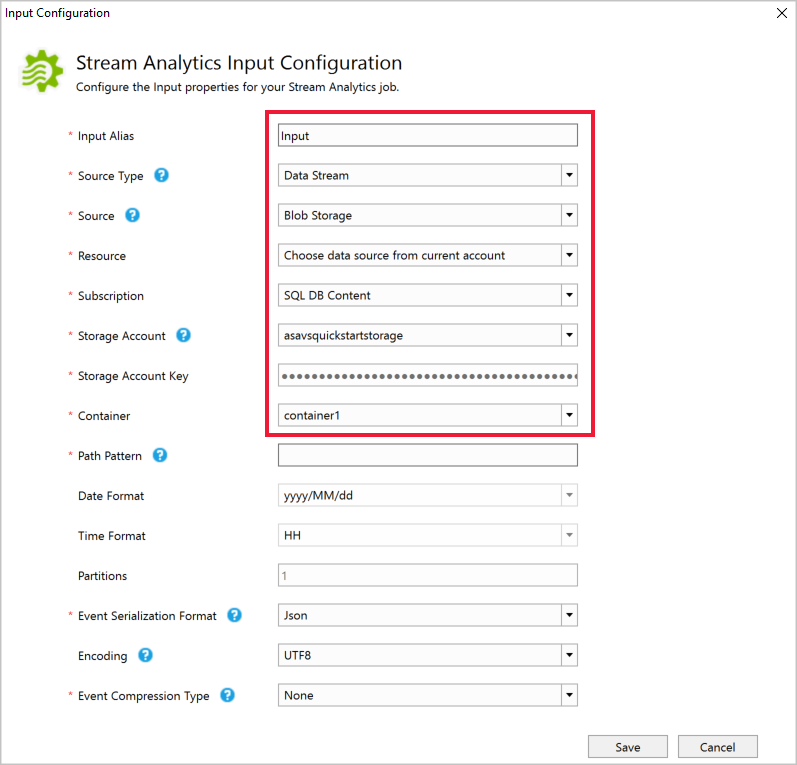 Input Configuration
Stream Analytics Input Configuration
Configure the Input properties for your Stream Analytics job.
* Input Alias Input
* Source Type ? Data Stream
* Source ? Blob Storage
* Resource Choose data source from current account
* Subscription SQL DB Content
* Storage Account ? asavsquickstartstorage
* Storage Account Key
* Container container1
* Path Pattern ?
Date Format yyyy/MM/dd
Time Format HH
Partitions 1
* Event Serialization Format ? Json
Encoding ? UTF8
* Event Compression Type ? None
Save Cancel